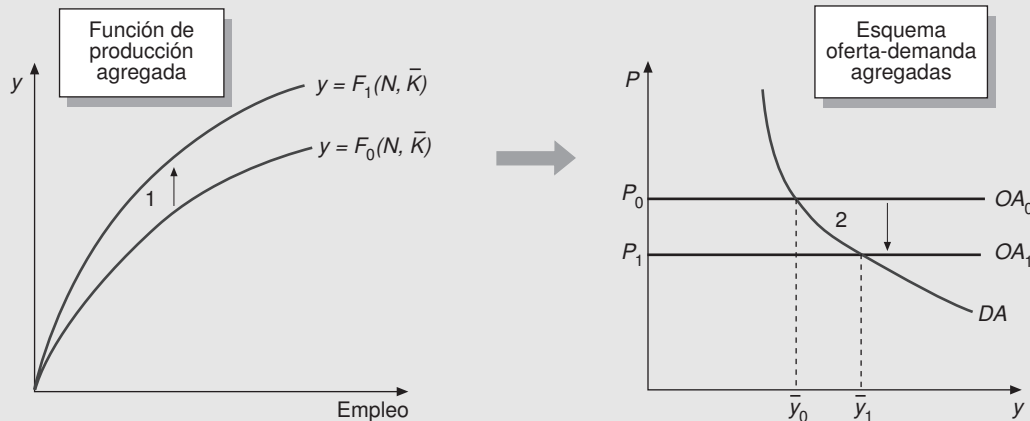 Función de
producción
agregada
y
y = F₁(N, K̄)
y = F₀(N, K̄)
1
Empleo
Esquema
oferta-demanda
agregadas
P
P₀
OA₀
2
P₁
OA₁
DA
ȳ₀
ȳ₁
y